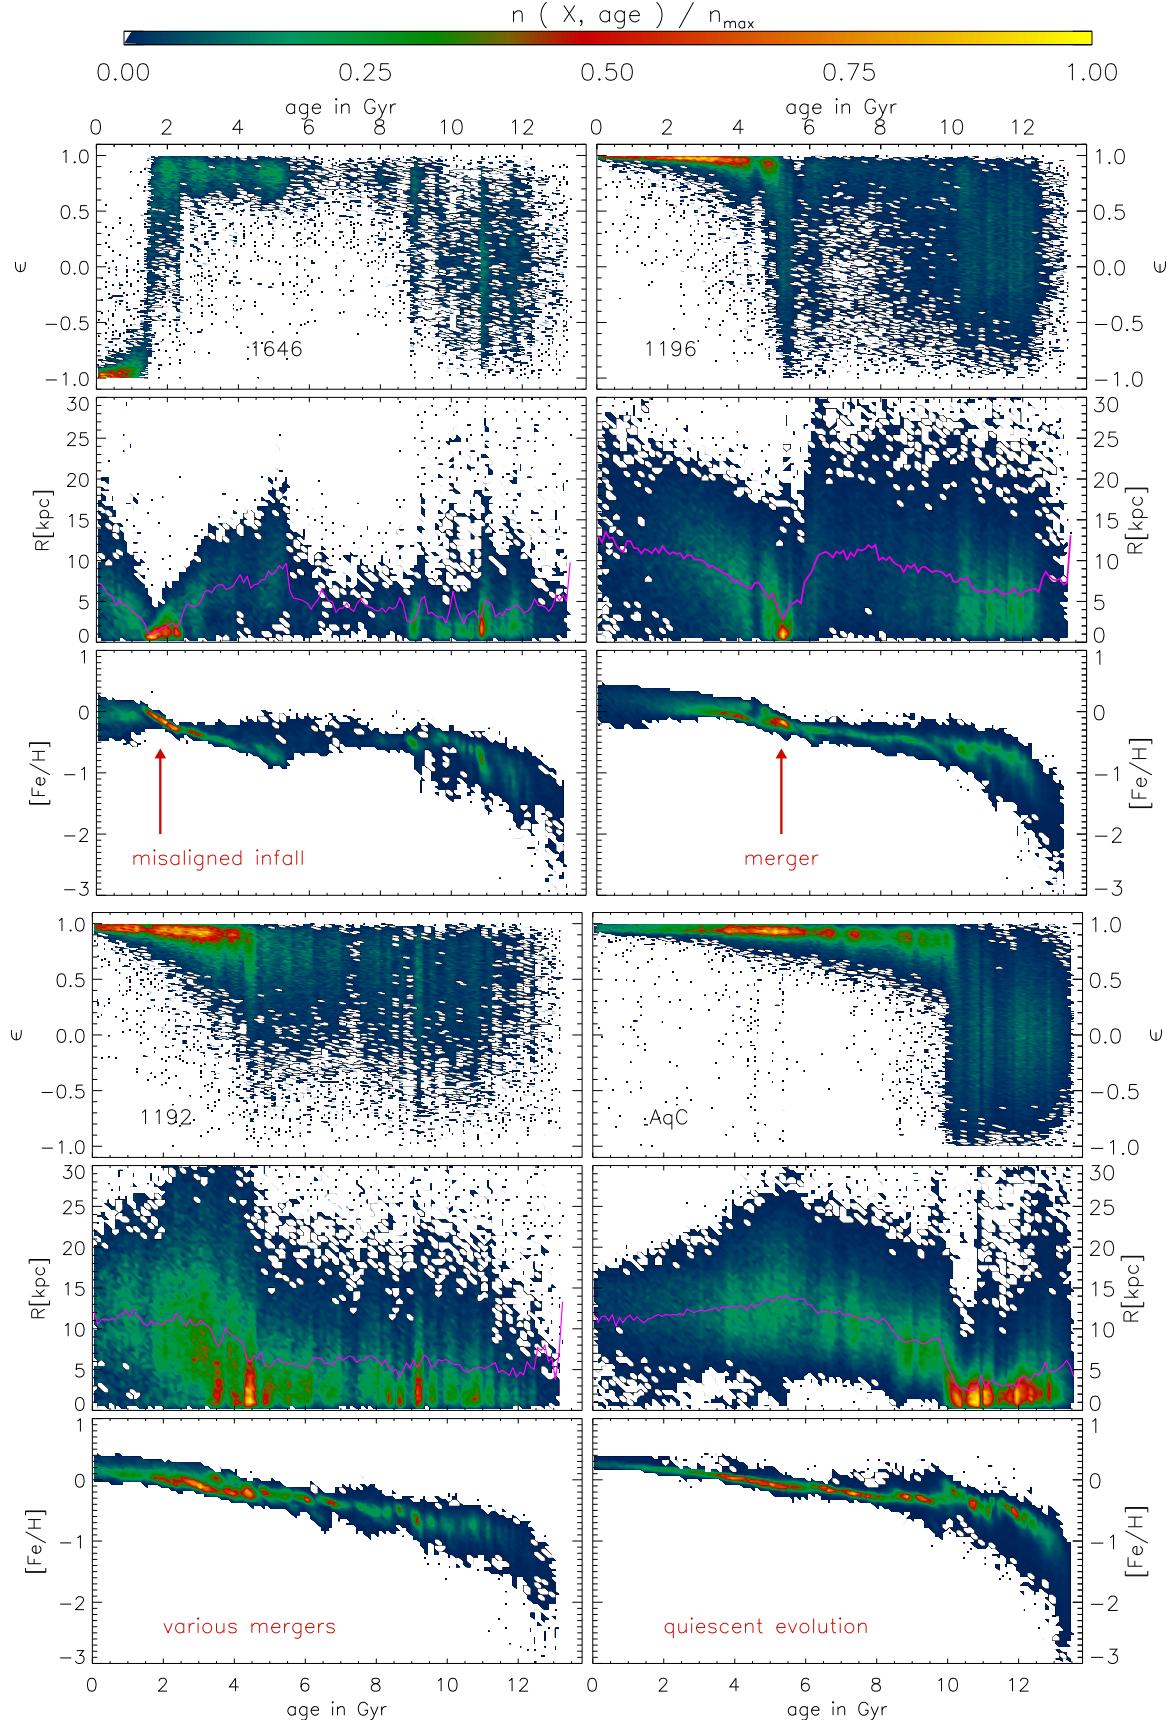 n ( X, age ) / nmax
0.00 0.25 0.50 0.75 1.00
age in Gyr age in Gyr
0 2 4 6 8 10 12 0 2 4 6 8 10 12
1.0 0.5 0.0 −0.5 −1.0
ϵ
1646
1196
1.0 0.5 0.0 −0.5 −1.0
ϵ
30 25 20 15 10 5 0
R[kpc]
30 25 20 15 10 5 0
R[kpc]
1 0 −1 −2 −3
[Fe/H]
misaligned infall
merger
1 0 −1 −2 −3
[Fe/H]
1.0 0.5 0.0 −0.5 −1.0
ϵ
1192
AqC
1.0 0.5 0.0 −0.5 −1.0
ϵ
30 25 20 15 10 5 0
R[kpc]
30 25 20 15 10 5 0
R[kpc]
1 0 −1 −2 −3
[Fe/H]
various mergers
quiescent evolution
1 0 −1 −2 −3
[Fe/H]
0 2 4 6 8 10 12 0 2 4 6 8 10 12
age in Gyr age in Gyr